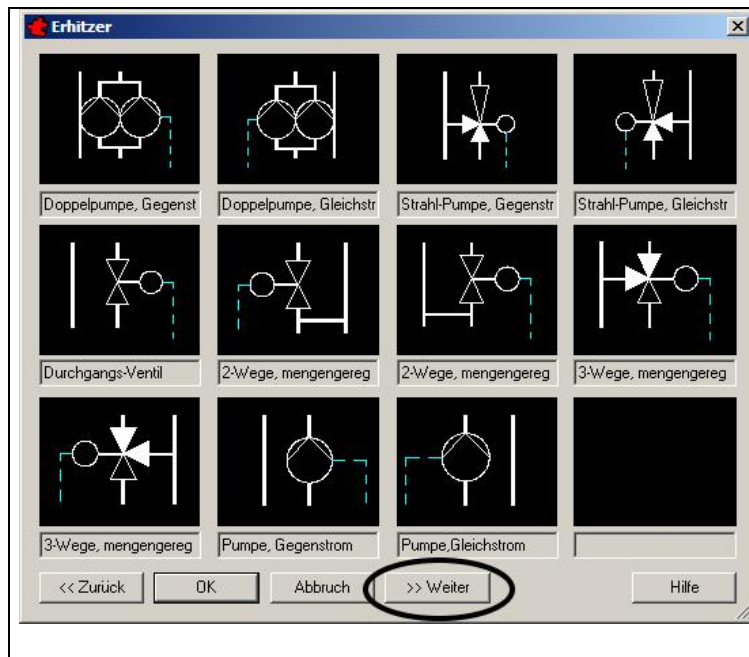 Erhitzer
Doppelpumpe, Gegenst
Doppelpumpe, Gleichstr
Strahl-Pumpe, Gegenstr
Strahl-Pumpe, Gleichstr
Durchgangs-Ventil
2-Wege, mengengereg
2-Wege, mengengereg
3-Wege, mengengereg
3-Wege, mengengereg
Pumpe, Gegenstrom
Pumpe,Gleichstrom
<< Zurück
OK
Abbruch
>> Weiter
Hilfe